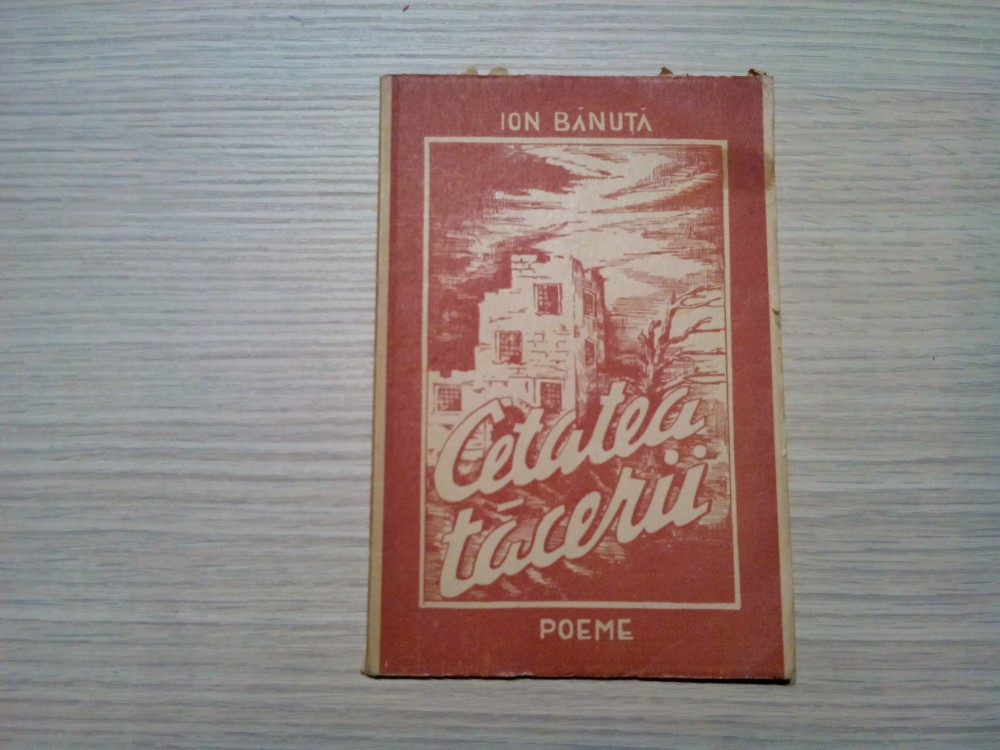 ION BĂNUȚĂ
Cetatea
tăcerii
POEME